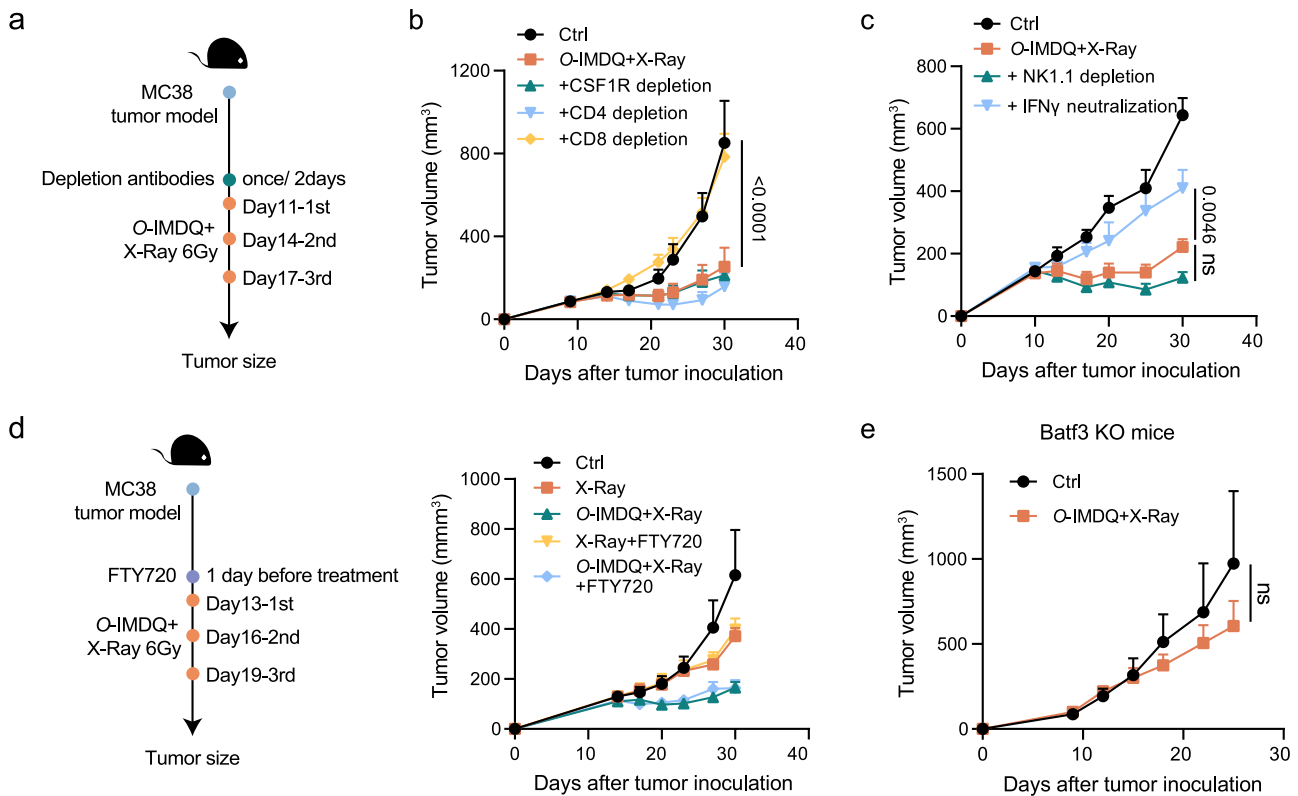 a
MC38
tumor model
Depletion antibodies
once/ 2days
Day11-1st
O-IMDQ+
X-Ray 6Gy
Day14-2nd
Day17-3rd
Tumor size
b
Ctrl
O-IMDQ+X-Ray
+CSF1R depletion
+CD4 depletion
+CD8 depletion
Tumor volume (mm³)
1200
800
400
0
<0.0001
0 10 20 30 40
Days after tumor inoculation
c
Ctrl
O-IMDQ+X-Ray
+ NK1.1 depletion
+ IFNγ neutralization
Tumor volume (mm³)
800
600
400
200
0
0.0046
ns
0 10 20 30 40
Days after tumor inoculation
d
MC38
tumor model
FTY720
1 day before treatment
Day13-1st
O-IMDQ+
X-Ray 6Gy
Day16-2nd
Day19-3rd
Tumor size
Ctrl
X-Ray
O-IMDQ+X-Ray
X-Ray+FTY720
O-IMDQ+X-Ray
+FTY720
Tumor volume (mmm³)
1000
800
600
400
200
0
0 10 20 30 40
Days after tumor inoculation
e
Batf3 KO mice
Ctrl
O-IMDQ+X-Ray
Tumor volume (mm³)
1500
1000
500
0
ns
0 10 20 30
Days after tumor inoculation